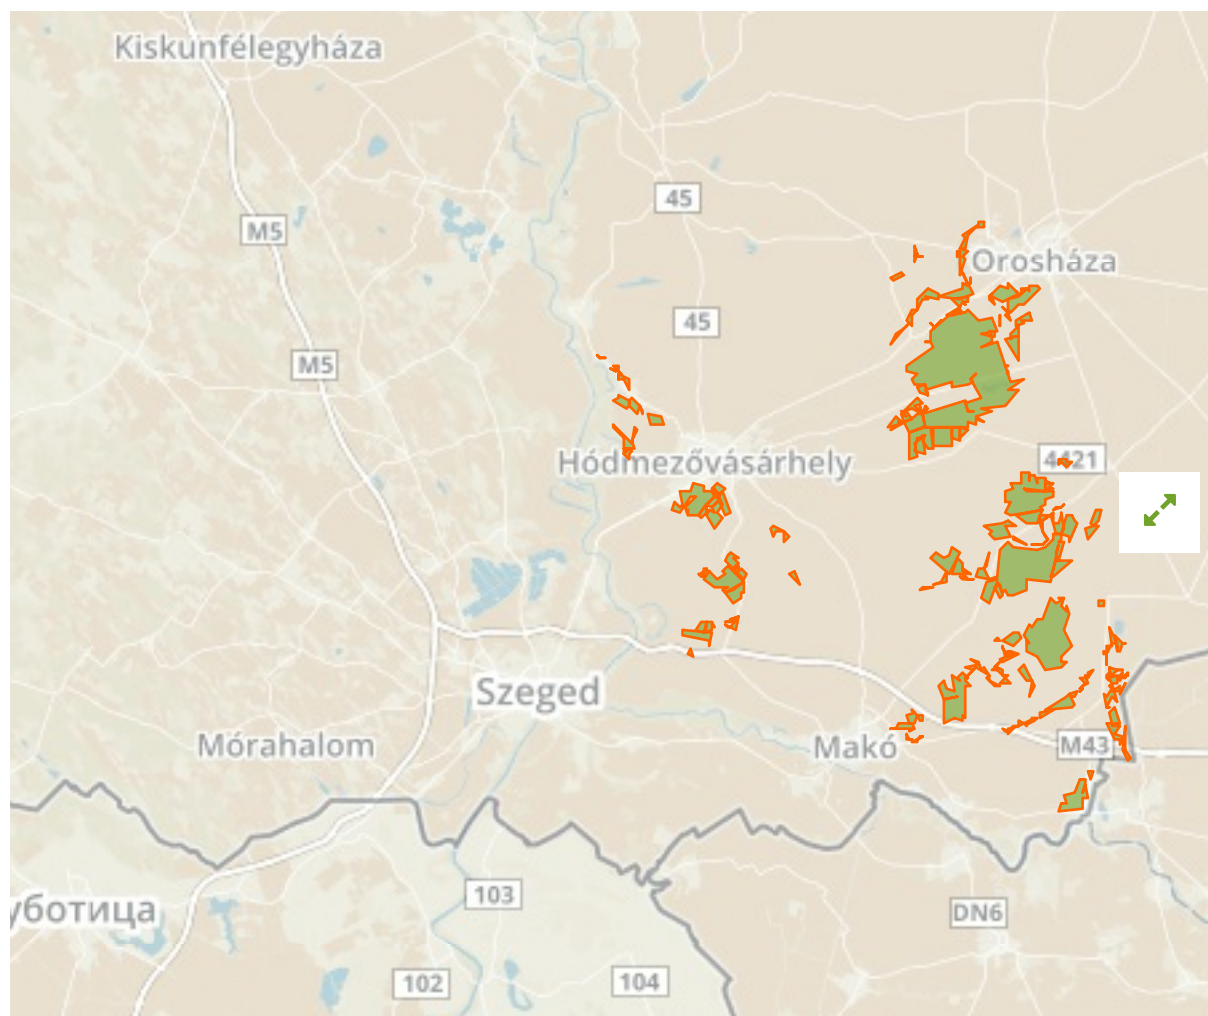 Kiskunfélegyháza
45
M5
Orosháza
45
M5
Hódmezővásárhely
4421
Szeged
Mórahalom
Makó
M43
103
уботица
DN6
102
104